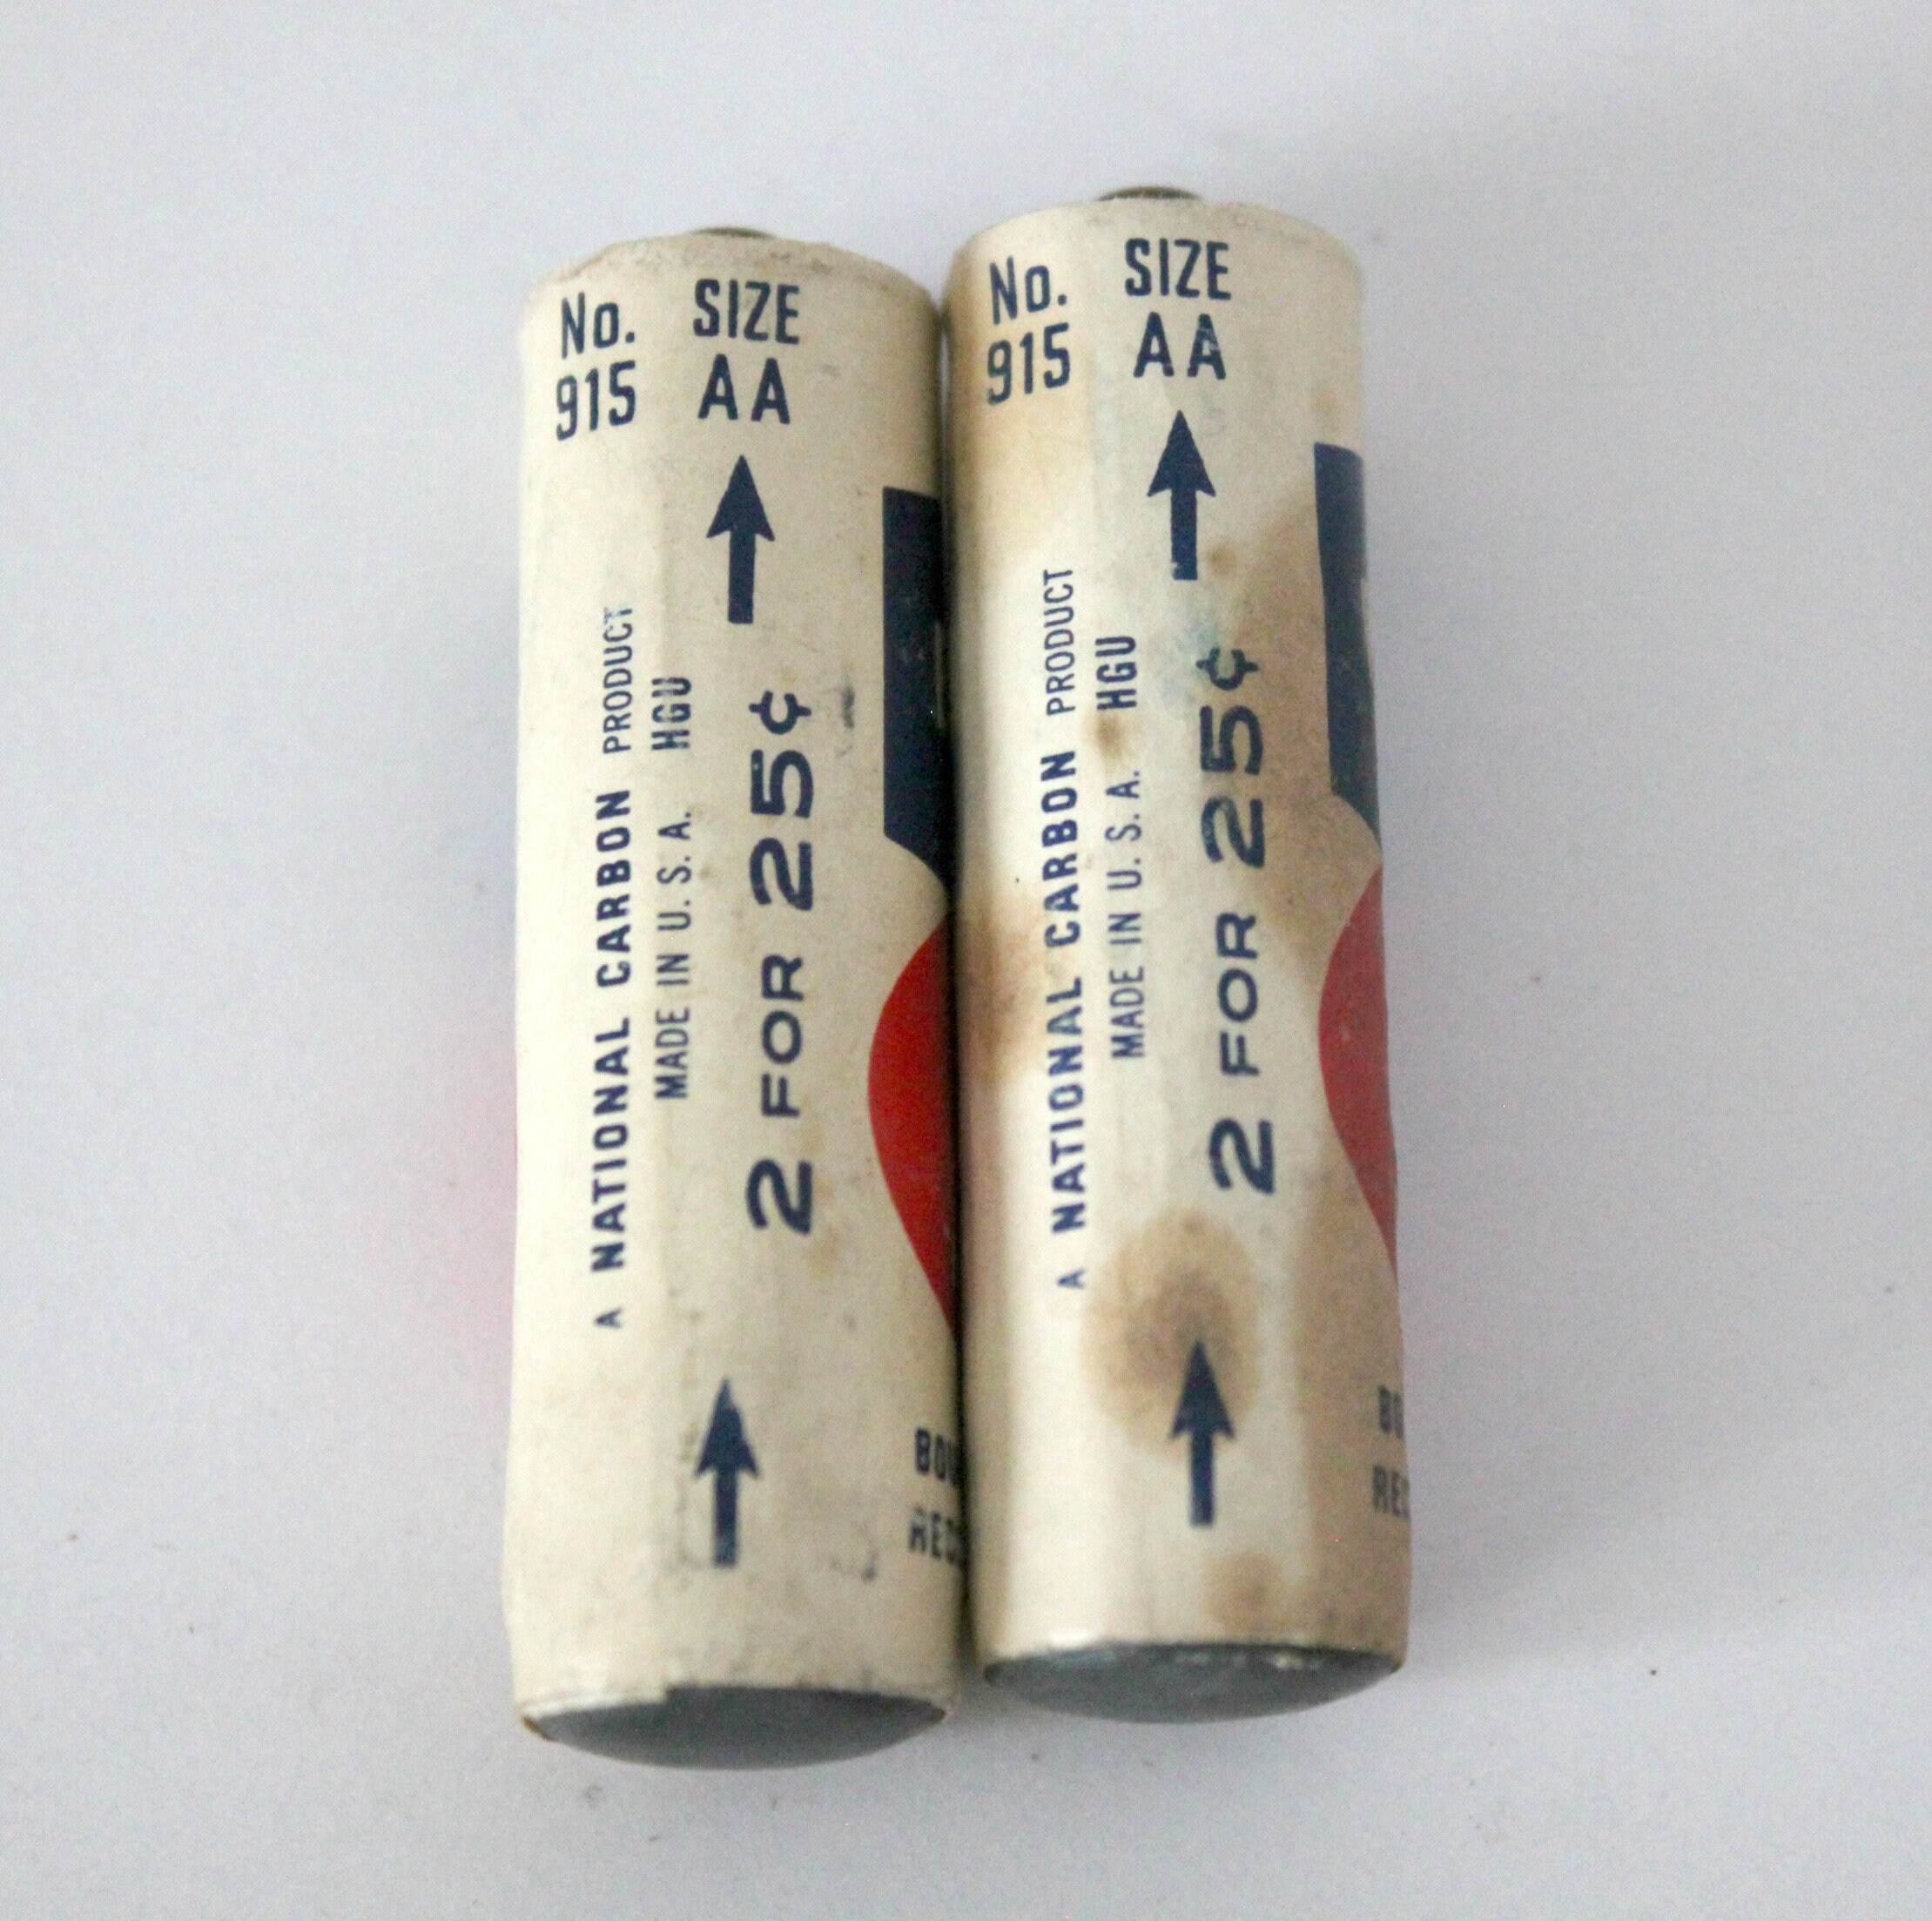 No. SIZE
915 AA
A NATIONAL CARBON PRODUCT
MADE IN U.S.A. HGU
2 FOR 25¢
No. SIZE
915 AA
A NATIONAL CARBON PRODUCT
MADE IN U.S.A. HGU
2 FOR 25¢